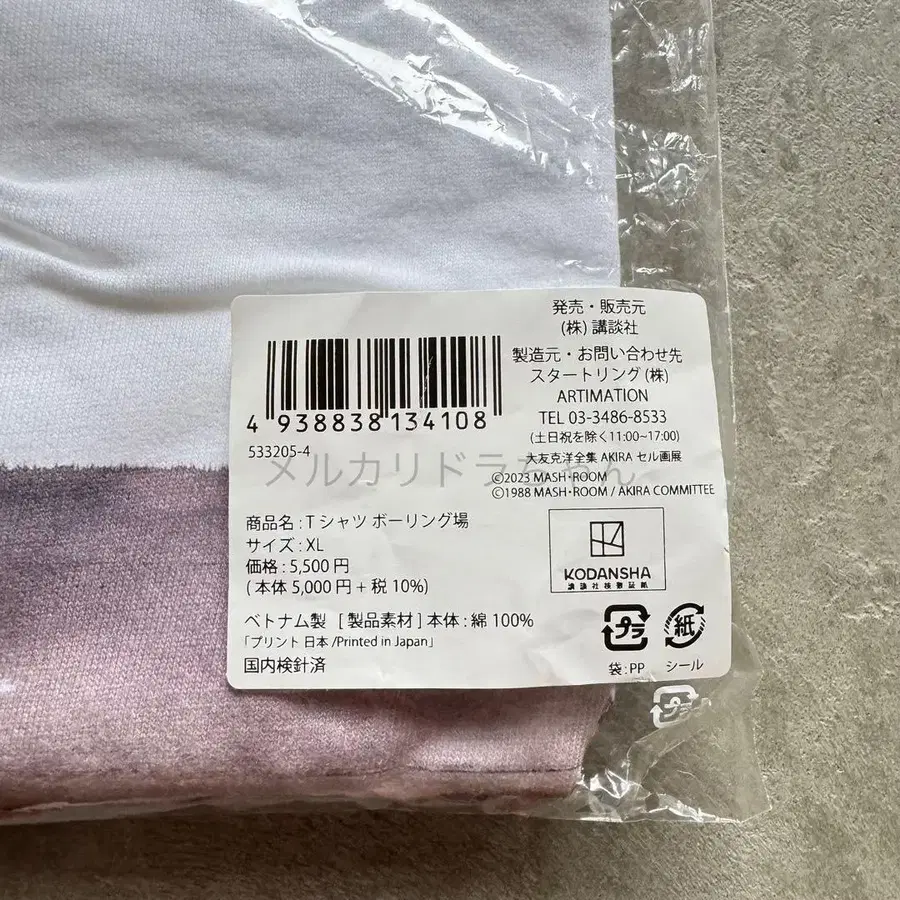 4 938838 134108
533205-4
メルカリドラちゃん
商品名:Tシャツ ボーリング場
サイズ:XL
価格:5,500円
(本体5,000円+税10%)
ベトナム製 [製品素材]本体:綿100%
「プリント 日本 /Printed in Japan」
国内検針済
発売・販売元
(株)講談社
製造元・お問い合わせ先
スタートリング(株)
ARTIMATION
TEL 03-3486-8533
(土日祝を除く11:00~17:00)
大友克洋全集 AKIRA セル画展
©2023 MASH・ROOM
©1988 MASH・ROOM / AKIRA COMMITTEE
KODANSHA
プラ
紙
袋:PP
シール
プラ